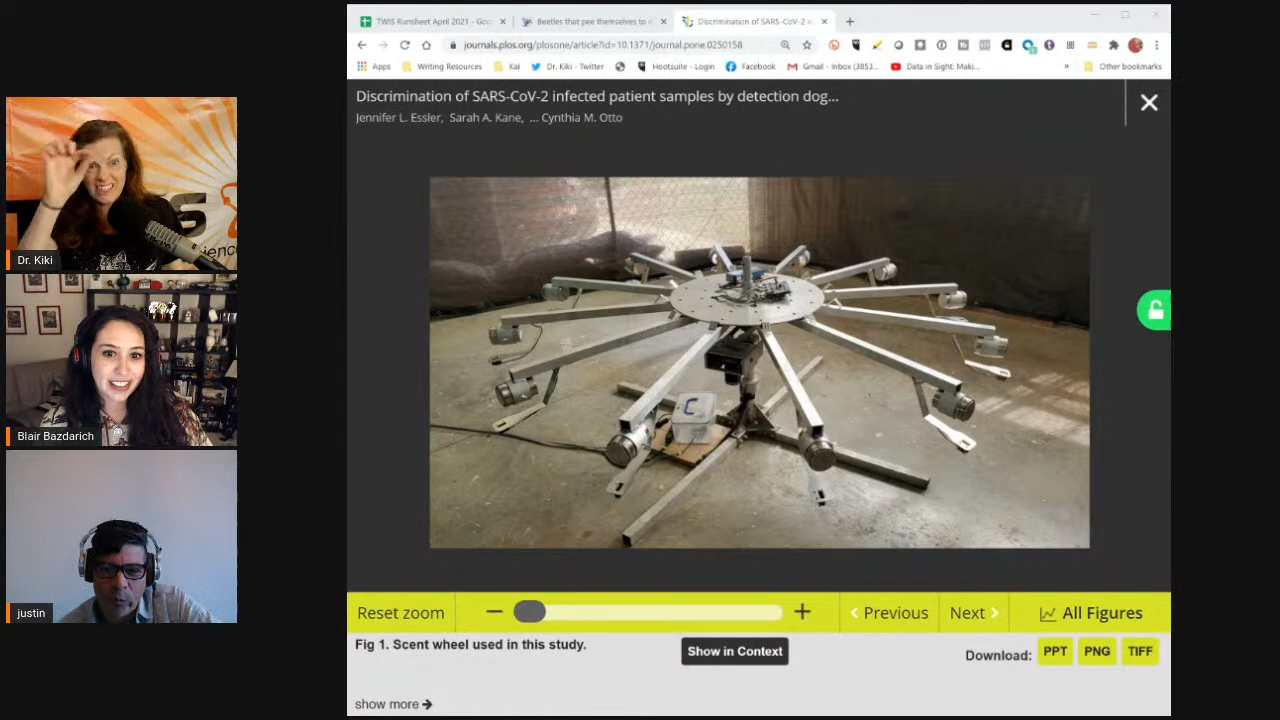 TWIS Runsheet April 2021 - Goo
Beetles that pee themselves to
Discrimination of SARS-CoV-2 in
journals.plos.org/plosone/article?id=10.1371/journal.pone.0250158
Apps
Writing Resources
Kai
Dr. Kiki - Twitter
Hootsuite - Login
Facebook
Gmail - Inbox (3853...
Data in Sight: Maki...
»
Other bookmarks
Discrimination of SARS-CoV-2 infected patient samples by detection dog...
Jennifer L. Essler, Sarah A. Kane, ... Cynthia M. Otto
Dr. Kiki
Blair Bazdarich
justin
C
Reset zoom
Previous
Next
All Figures
Fig 1. Scent wheel used in this study.
Show in Context
Download:
PPT
PNG
TIFF
show more